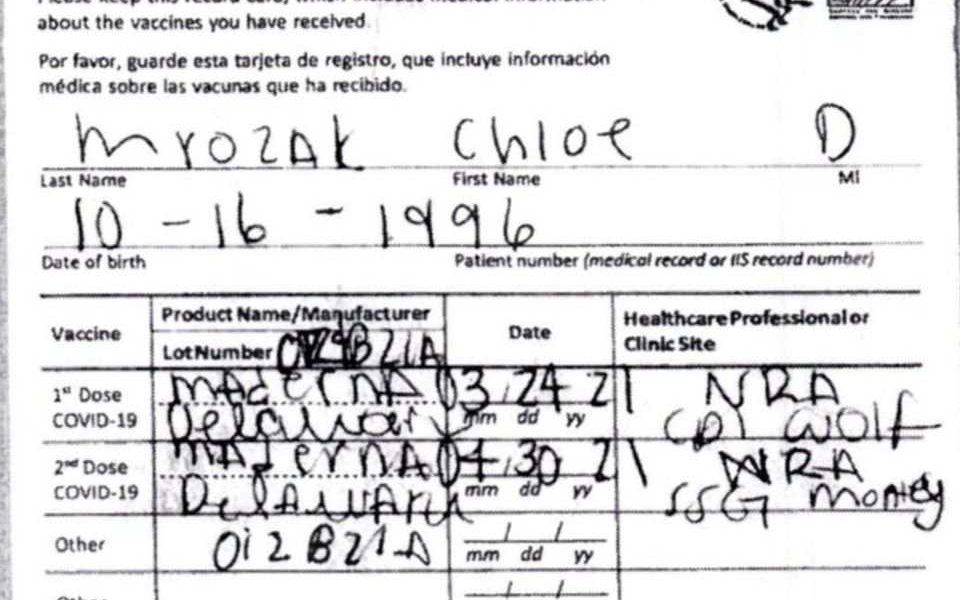 about the vaccines you have received.
Por favor, guarde esta tarjeta de registro, que incluye información
médica sobre las vacunas que ha recibido.
Mrozak Chloe D
Last Name First Name MI
10-16-1996
Date of birth Patient number (medical record or IIS record number)
Vaccine Product Name/Manufacturer Date Healthcare Professional or
Lot Number Clinic Site
1st Dose MAdErNA 03 24 21 NRA
COVID-19 mm dd yy CPl Wolf
2nd Dose MAdErNA 04 30 21 NRA
COVID-19 DelAwAre mm dd yy SSGT Montey
Other 012B21A / /
mm dd yy
/ /